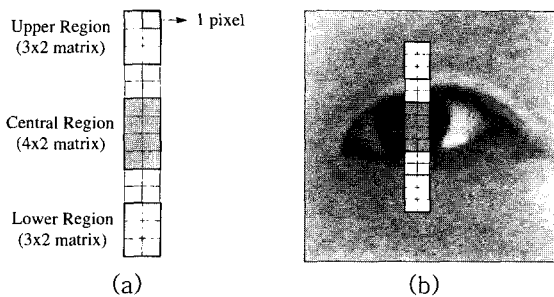 Upper Region
(3x2 matrix)
1 pixel
Central Region
(4x2 matrix)
Lower Region
(3x2 matrix)
(a)
(b)